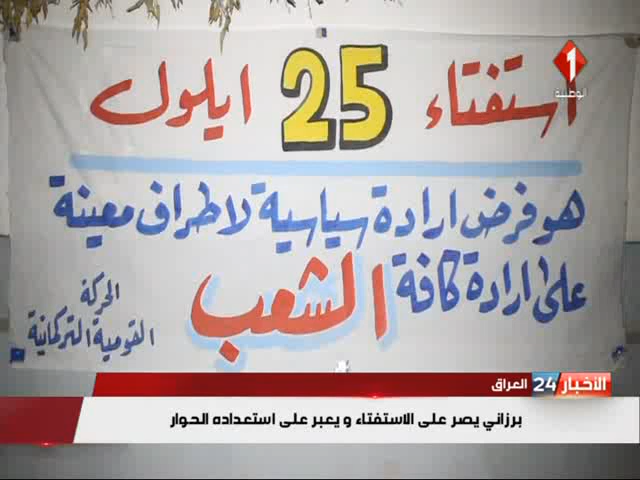 استفتاء 25 ايلول
هو فرض ارادة سياسية لاطراف معينة
على ارادة كافة الشعب
الحركة
القومية التركمانية
الوطنية
الأخبار 24 العراق
برزاني يصر على الاستفتاء و يعبر على استعداده الحوار